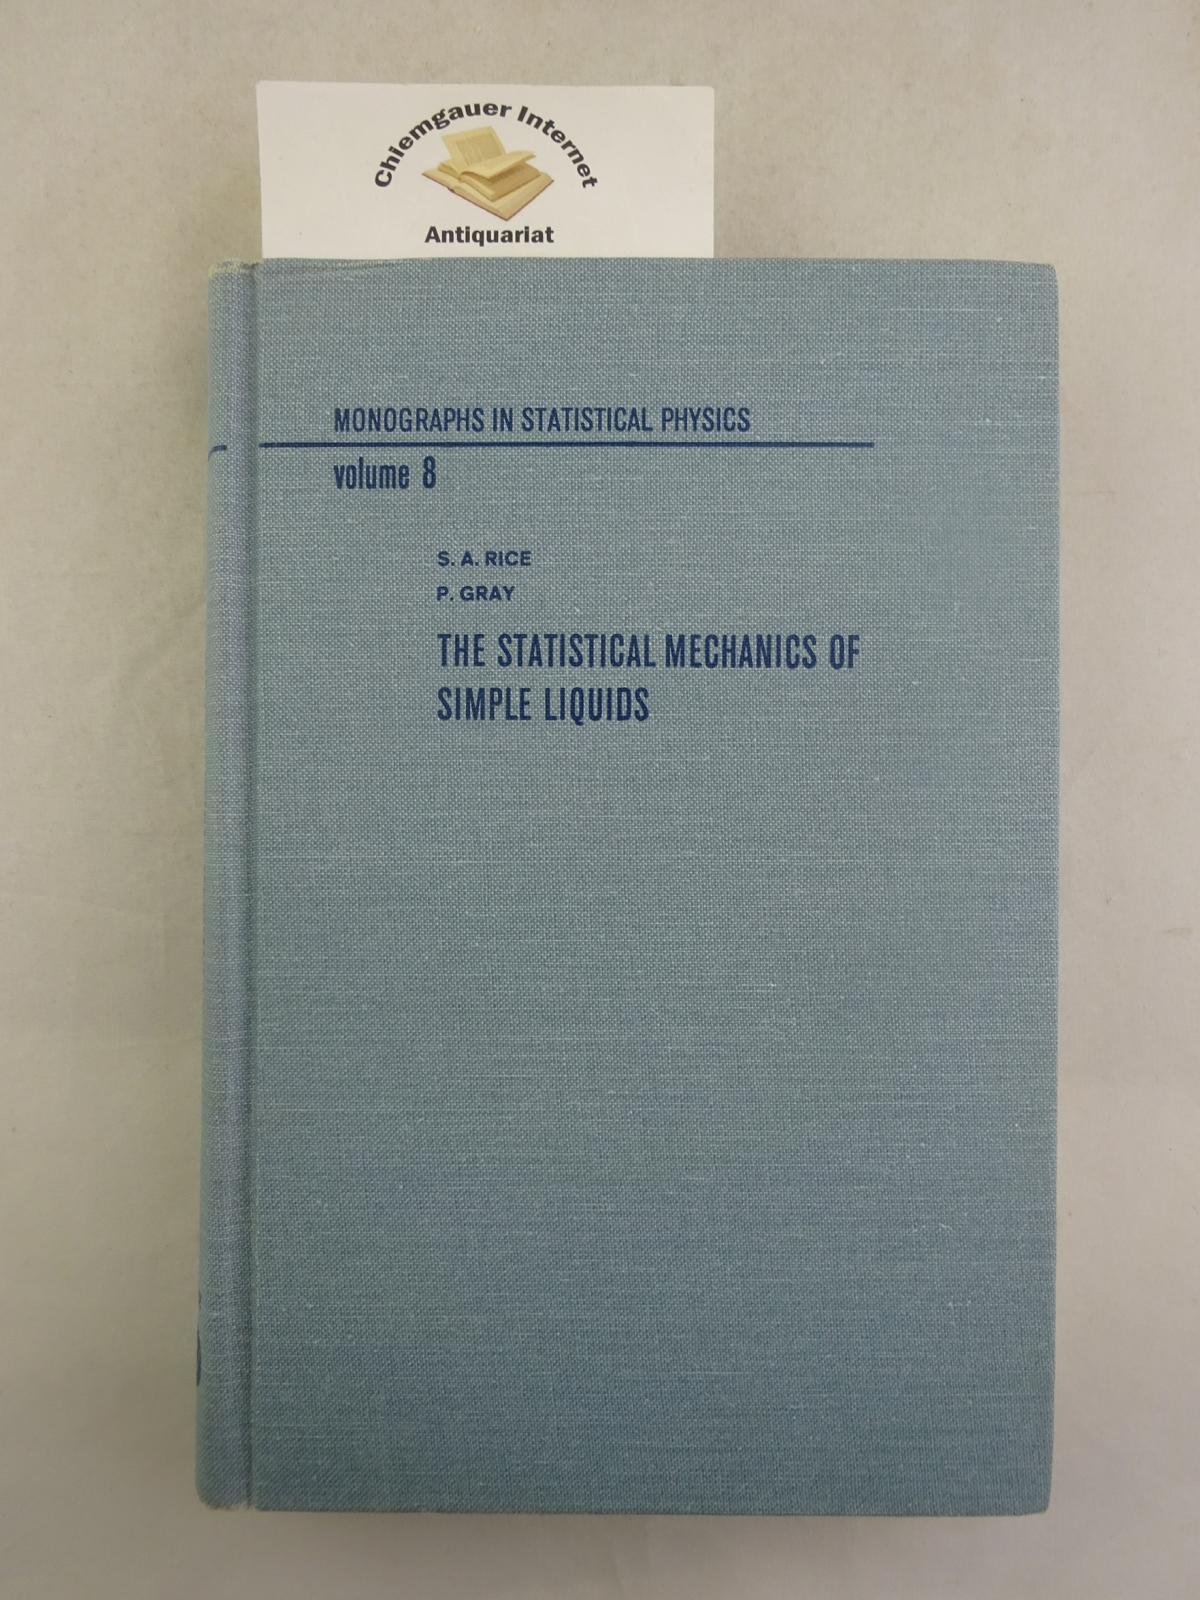 Chiemgauer Internet
Antiquariat
MONOGRAPHS IN STATISTICAL PHYSICS
volume 8
S. A. RICE
P. GRAY
THE STATISTICAL MECHANICS OF
SIMPLE LIQUIDS